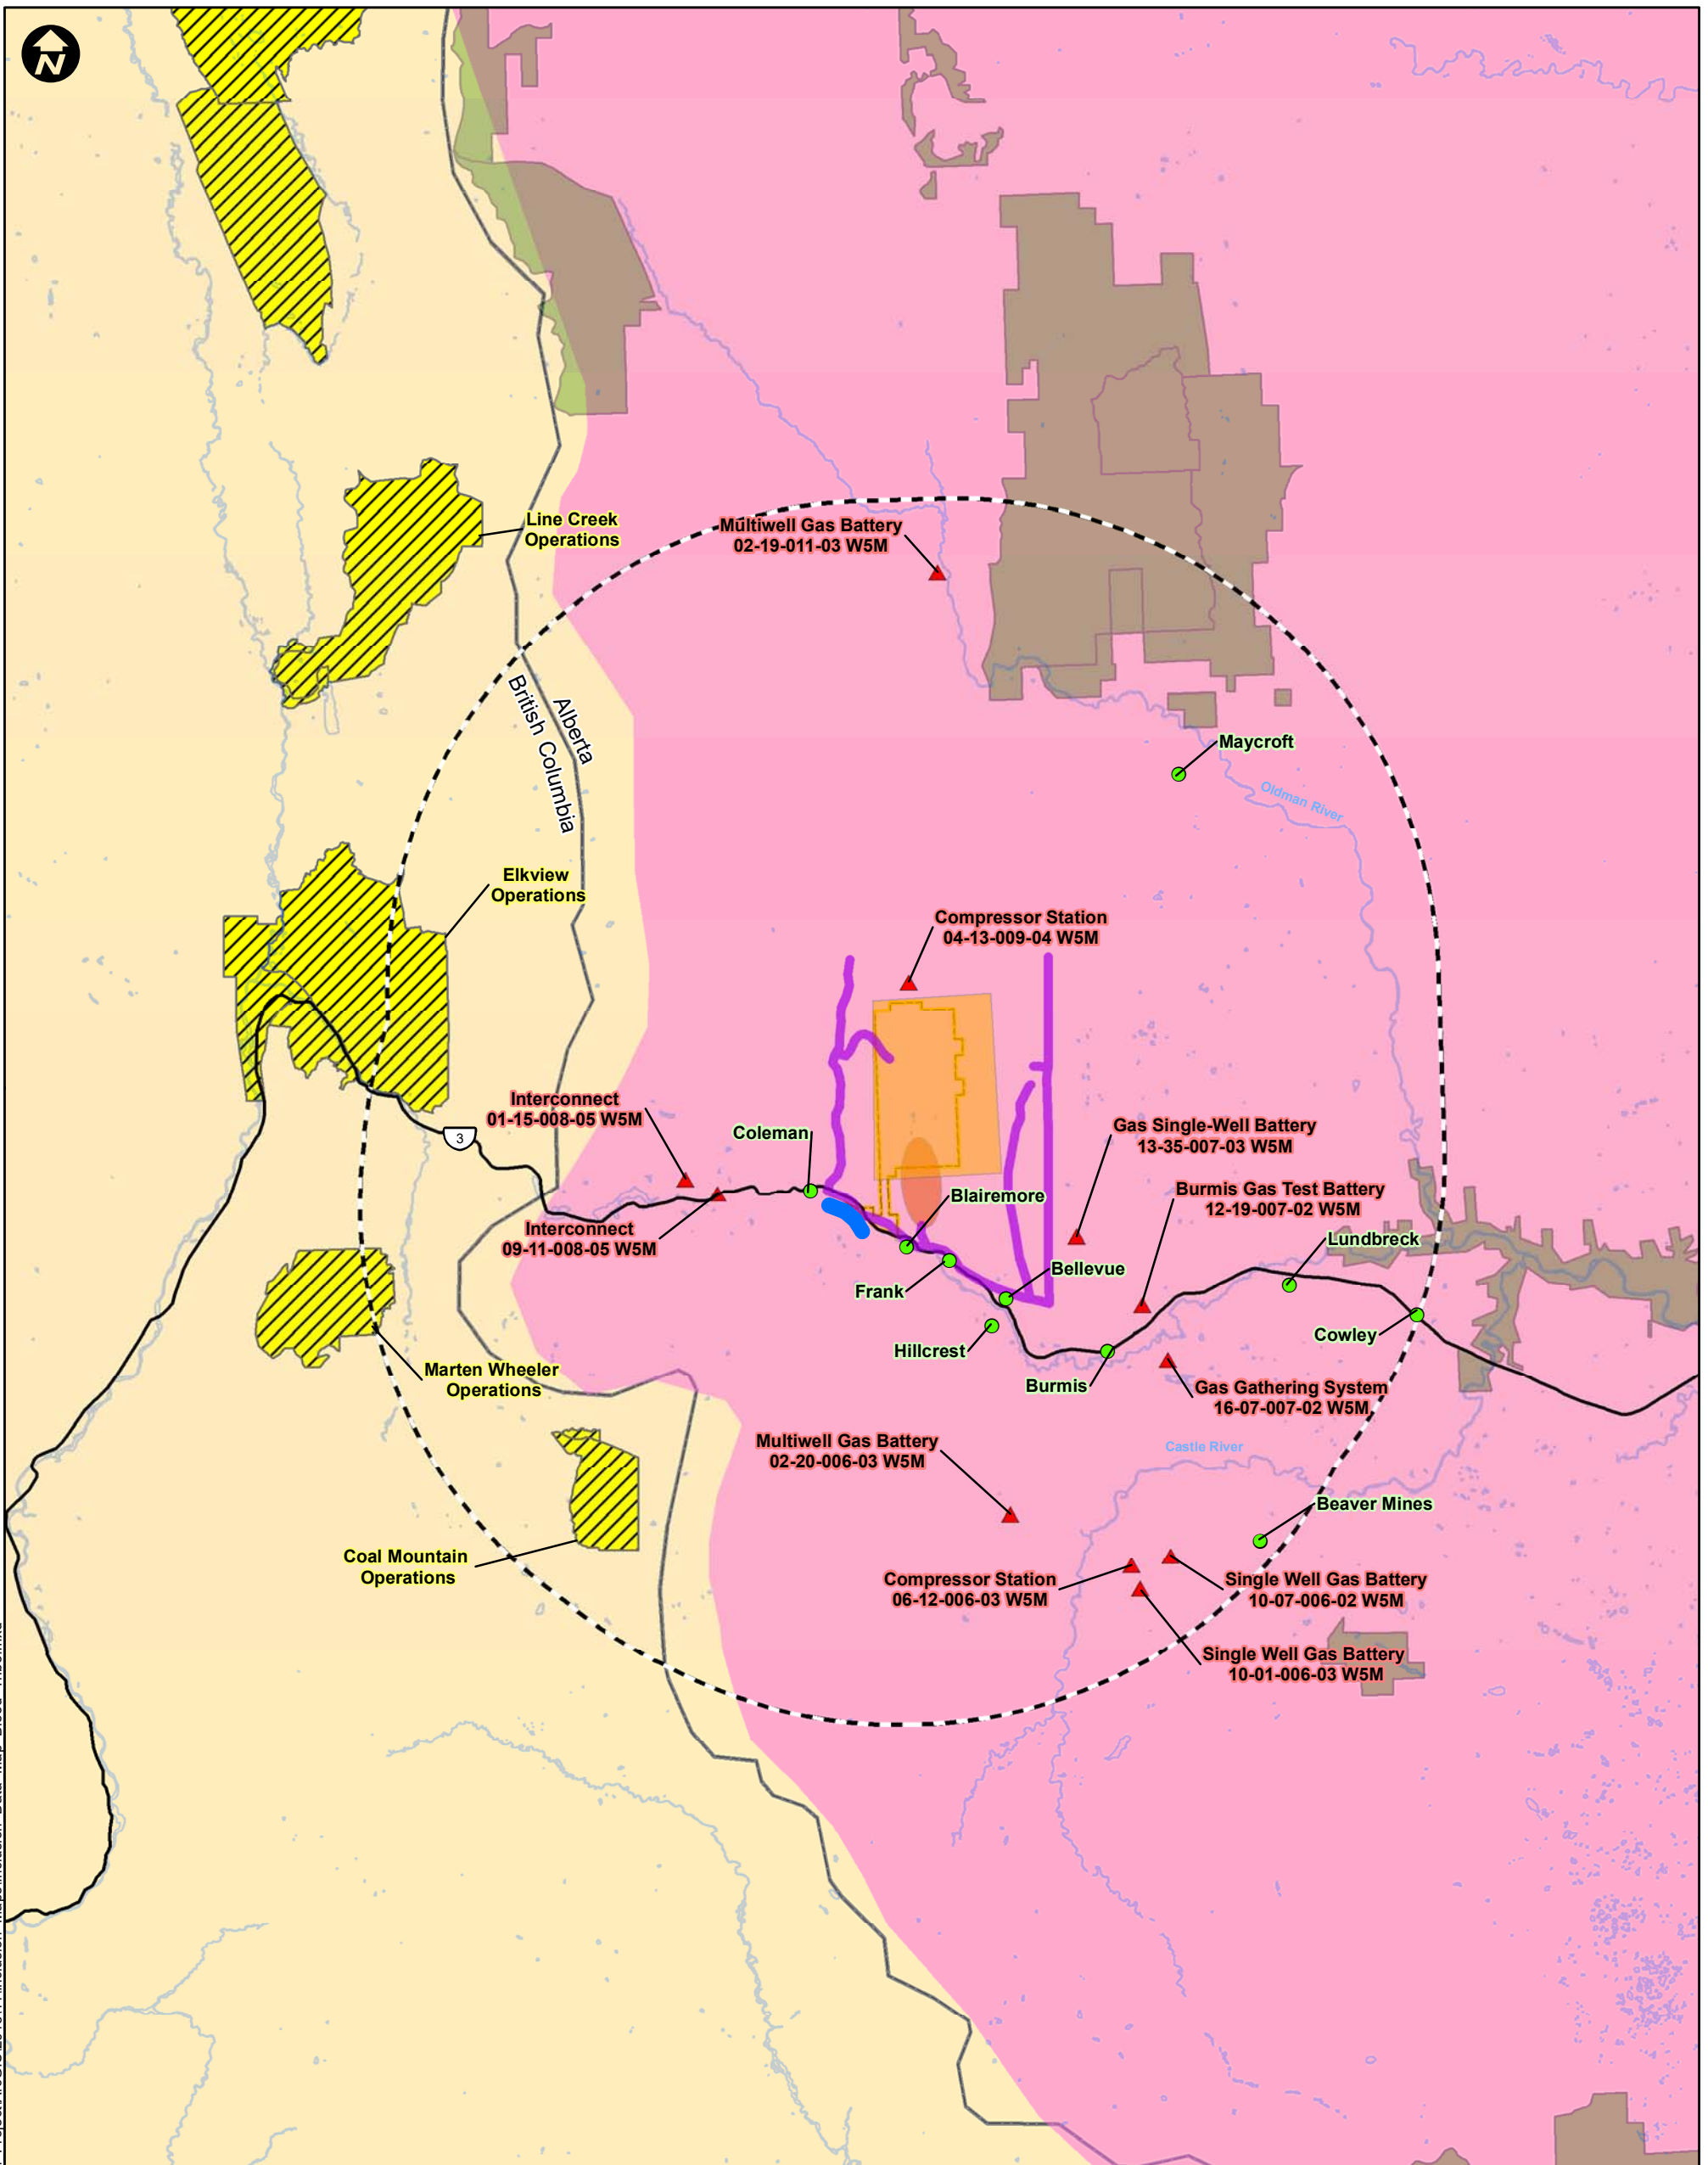 N
Line Creek
Operations
Multiwell Gas Battery
02-19-011-03 W5M
Alberta
British Columbia
Maycroft
Oldman River
Elkview
Operations
Compressor Station
04-13-009-04 W5M
Interconnect
01-15-008-05 W5M
3
Coleman
Gas Single-Well Battery
13-35-007-03 W5M
Blairemore
Burmis Gas Test Battery
12-19-007-02 W5M
Interconnect
09-11-008-05 W5M
Lundbreck
Bellevue
Frank
Cowley
Hillcrest
Marten Wheeler
Operations
Burmis
Gas Gathering System
16-07-007-02 W5M
Multiwell Gas Battery
02-20-006-03 W5M
Castle River
Beaver Mines
Coal Mountain
Operations
Compressor Station
06-12-006-03 W5M
Single Well Gas Battery
10-07-006-02 W5M
Single Well Gas Battery
10-01-006-03 W5M